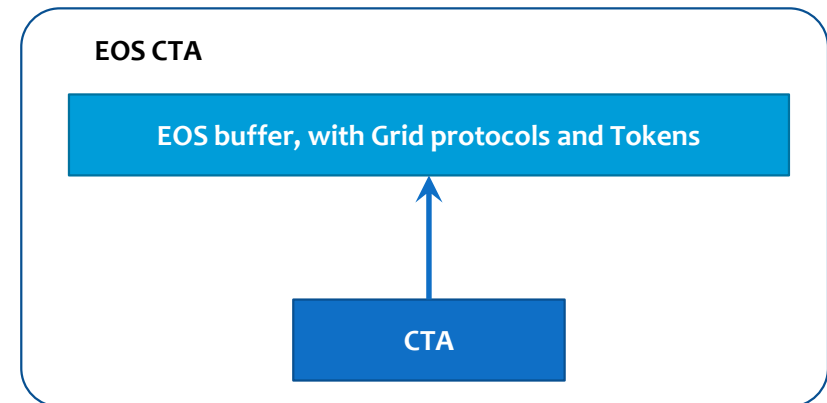 EOS CTA
EOS buffer, with Grid protocols and Tokens
CTA